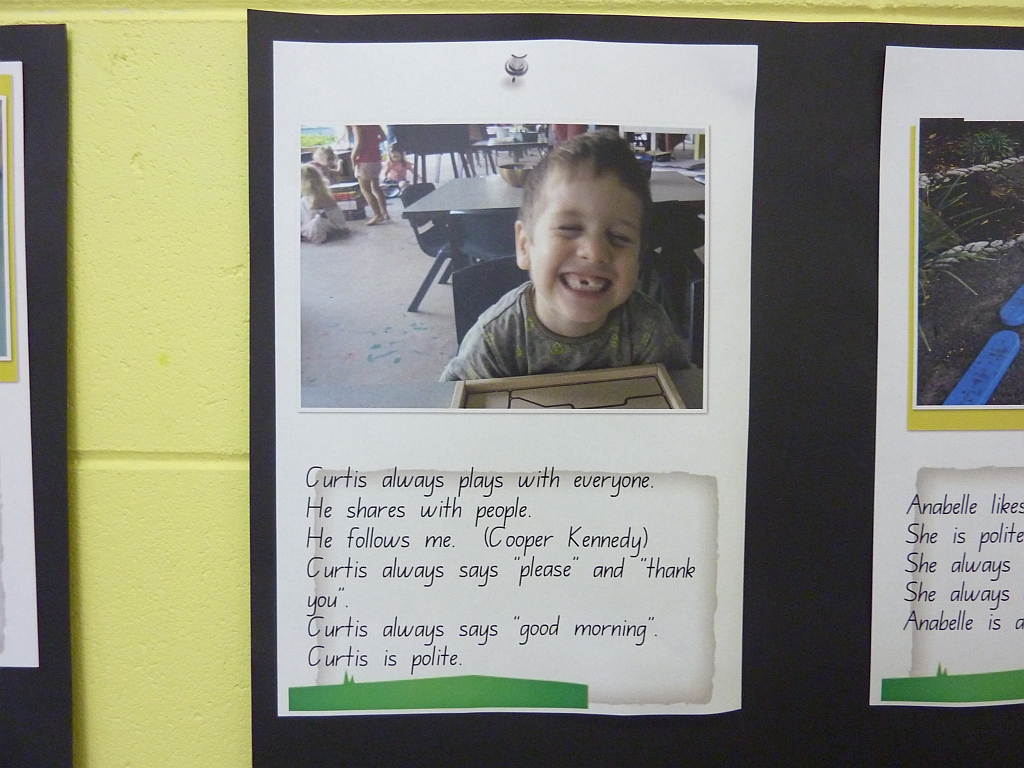 Curtis always plays with everyone.
He shares with people.
He follows me. (Cooper Kennedy)
Curtis always says "please" and "thank
you".
Curtis always says "good morning".
Curtis is polite.
Anabelle likes
She is polite
She always
She always
Anabelle is a